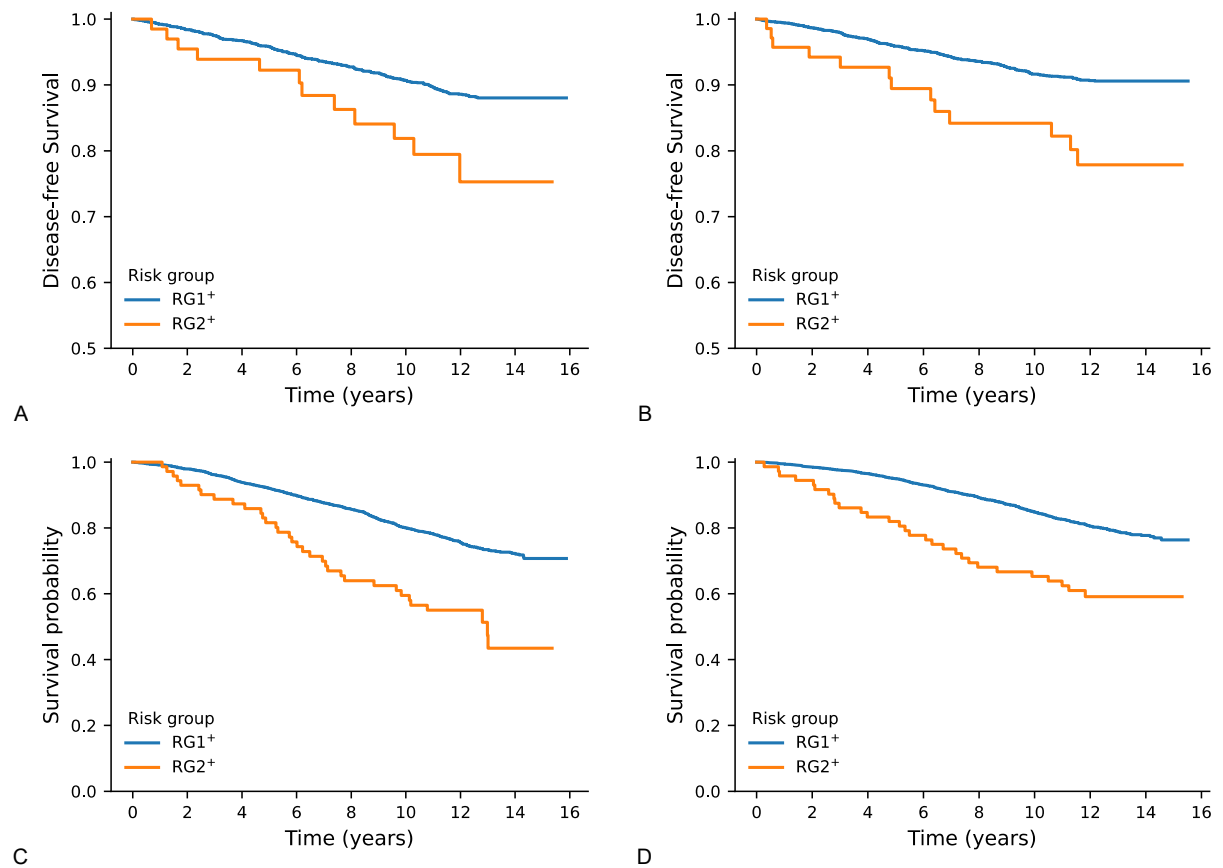 1.0
0.9
0.8
0.7
0.6
0.5
Disease-free Survival
Risk group
RG1+
RG2+
0 2 4 6 8 10 12 14 16
Time (years)
A
1.0
0.9
0.8
0.7
0.6
0.5
Disease-free Survival
Risk group
RG1+
RG2+
0 2 4 6 8 10 12 14 16
Time (years)
B
1.0
0.8
0.6
0.4
0.2
0.0
Survival probability
Risk group
RG1+
RG2+
0 2 4 6 8 10 12 14 16
Time (years)
C
1.0
0.8
0.6
0.4
0.2
0.0
Survival probability
Risk group
RG1+
RG2+
0 2 4 6 8 10 12 14 16
Time (years)
D